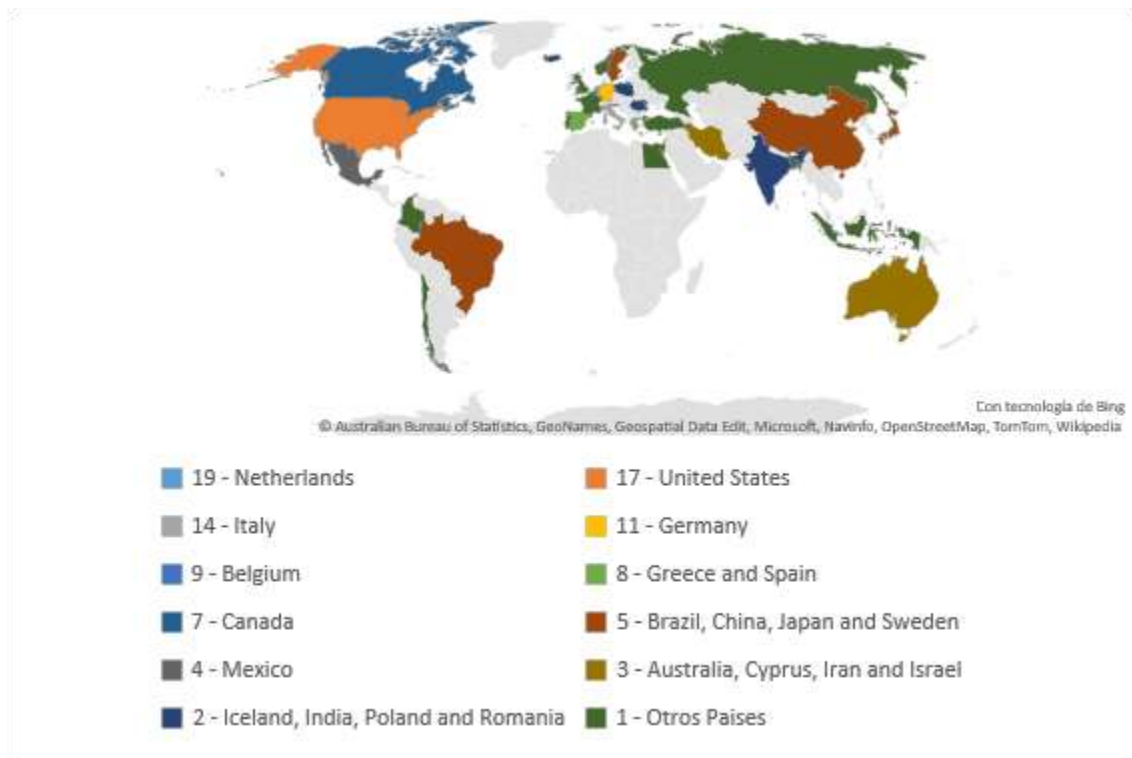 Con tecnología de Bing
© Australian Bureau of Statistics, GeoNames, Geospatial Data Edit, Microsoft, Navinfo, OpenStreetMap, TomTom, Wikipedia
19 - Netherlands
17 - United States
14 - Italy
11 - Germany
9 - Belgium
8 - Greece and Spain
7 - Canada
5 - Brazil, China, Japan and Sweden
4 - Mexico
3 - Australia, Cyprus, Iran and Israel
2 - Iceland, India, Poland and Romania
1 - Otros Paises